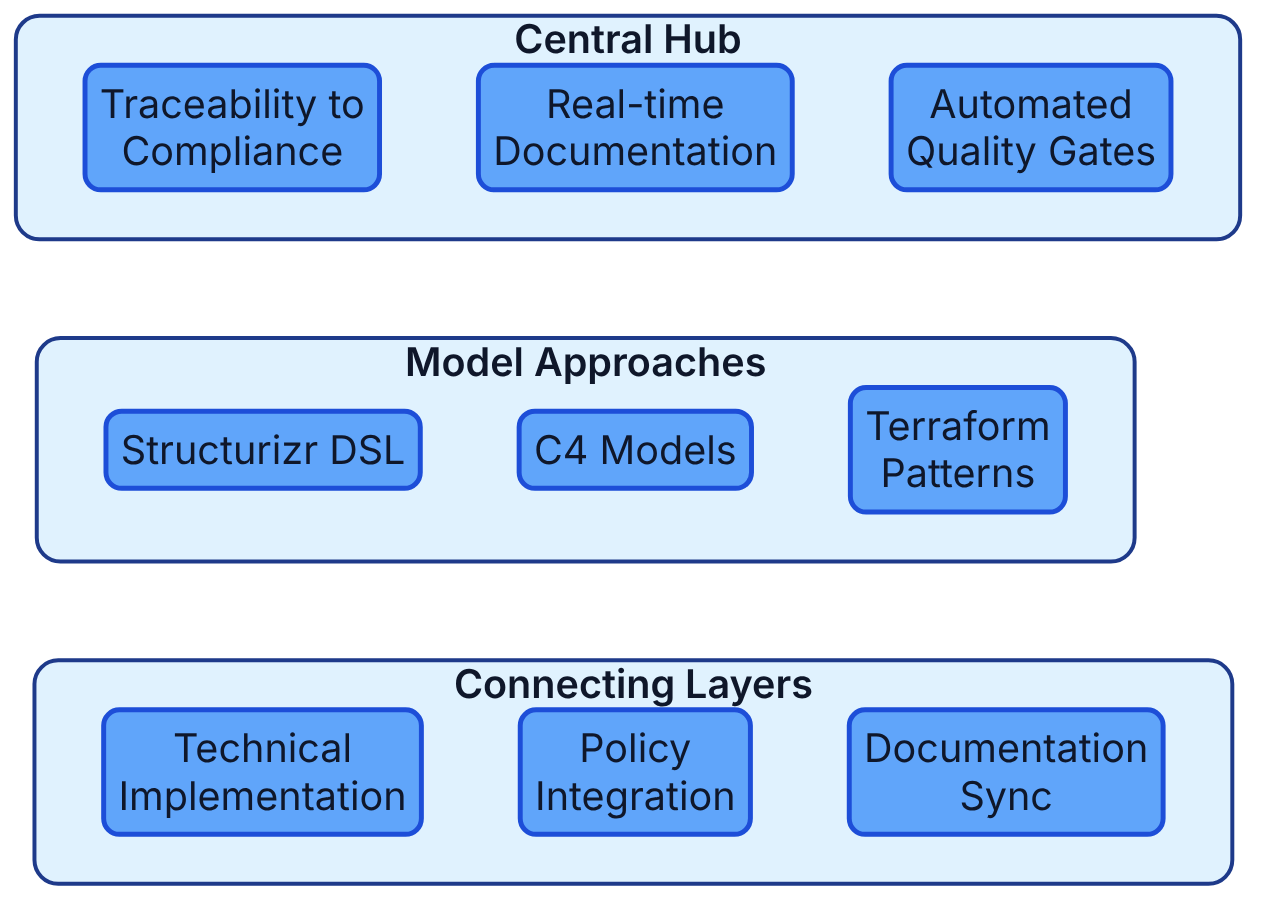 Central Hub
Traceability to
Compliance
Real-time
Documentation
Automated
Quality Gates
Model Approaches
Structurizr DSL
C4 Models
Terraform
Patterns
Connecting Layers
Technical
Implementation
Policy
Integration
Documentation
Sync